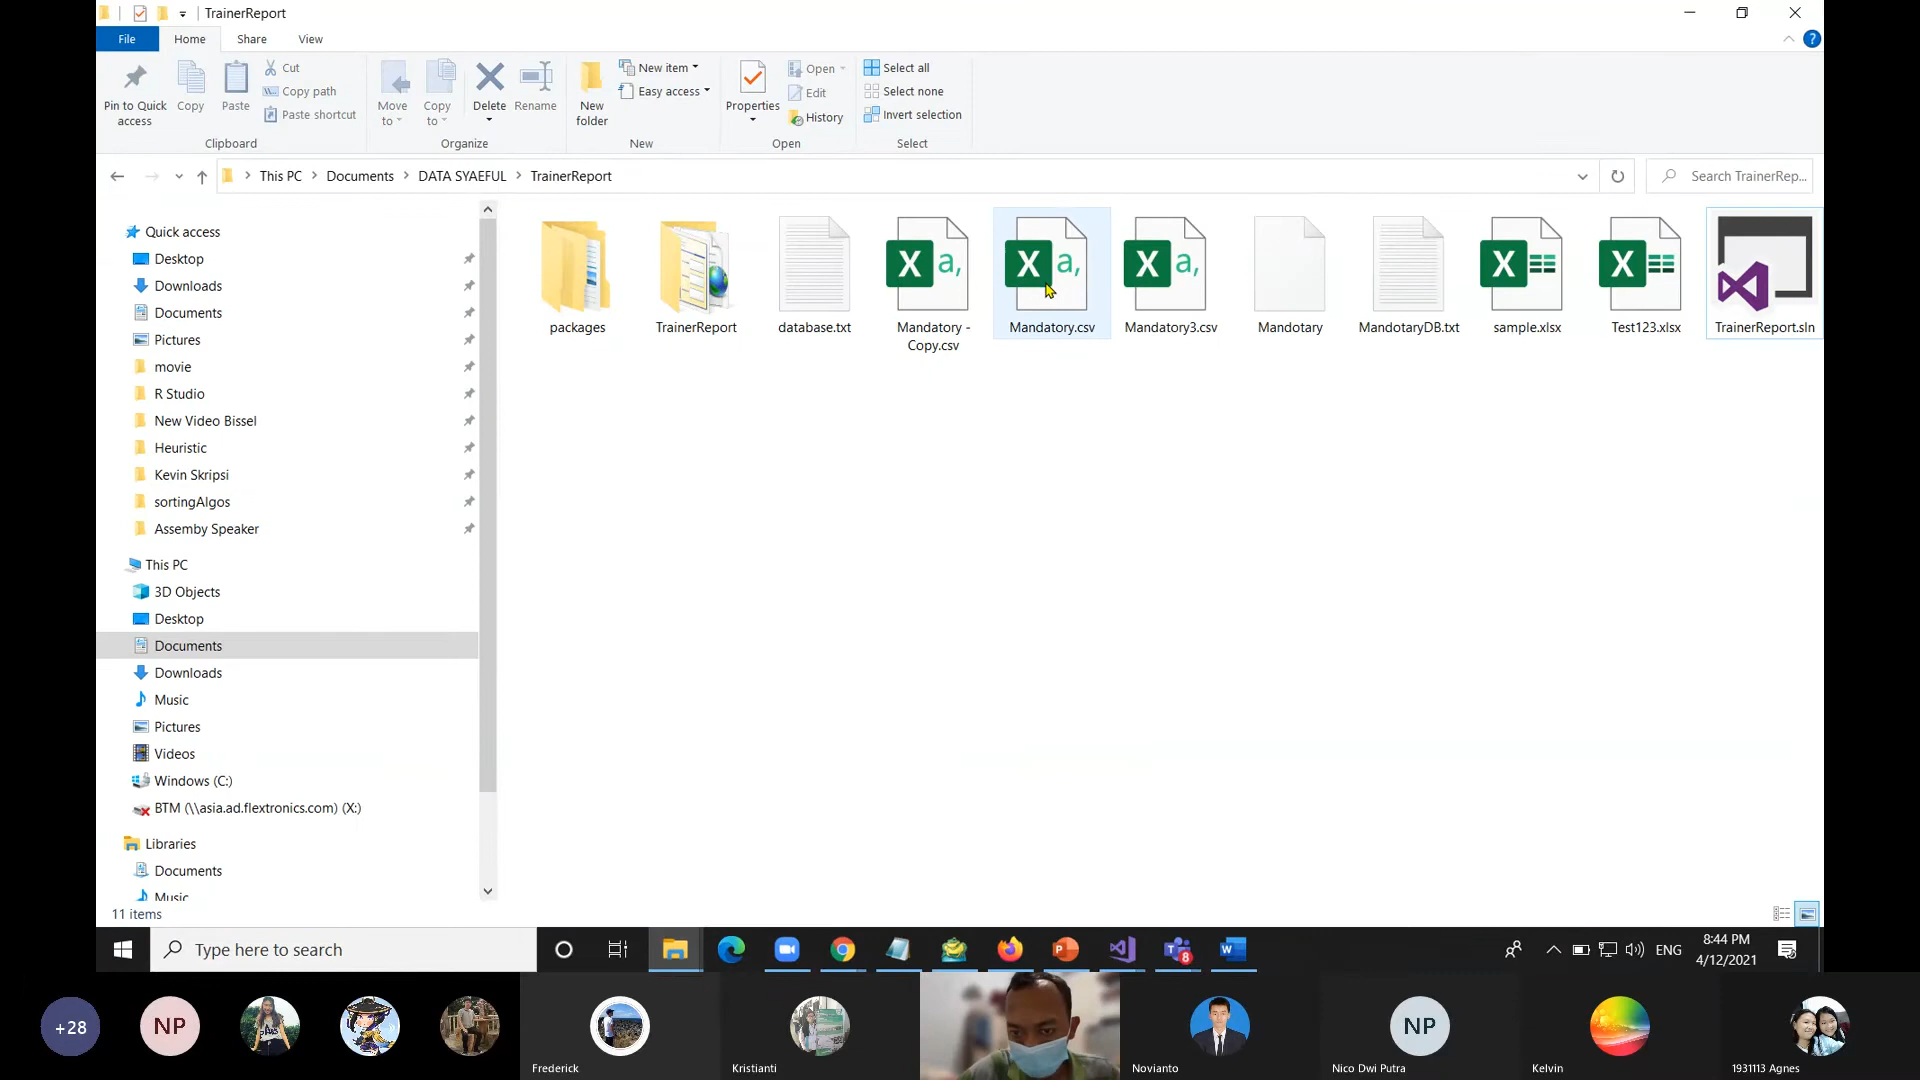 TrainerReport
File
Home
Share
View
Pin to Quick access
Copy
Paste
Cut
Copy path
Paste shortcut
Clipboard
Move to
Copy to
Delete
Rename
Organize
New folder
New item
Easy access
New
Properties
Open
Edit
History
Open
Select all
Select none
Invert selection
Select
This PC
Documents
DATA SYAEFUL
TrainerReport
Search TrainerRep...
Quick access
Desktop
Downloads
Documents
Pictures
movie
R Studio
New Video Bissel
Heuristic
Kevin Skripsi
sortingAlgos
Assemby Speaker
This PC
3D Objects
Desktop
Documents
Downloads
Music
Pictures
Videos
Windows (C:)
BTM (\\asia.ad.flextronics.com) (X:)
Libraries
Documents
Music
packages
TrainerReport
database.txt
Mandatory - Copy.csv
Mandatory.csv
Mandatory3.csv
Mandotary
MandotaryDB.txt
sample.xlsx
Test123.xlsx
TrainerReport.sln
11 items
Type here to search
8
ENG
8:44 PM
4/12/2021
+28
NP
Frederick
Kristianti
Novianto
NP
Nico Dwi Putra
Kelvin
1931113 Agnes